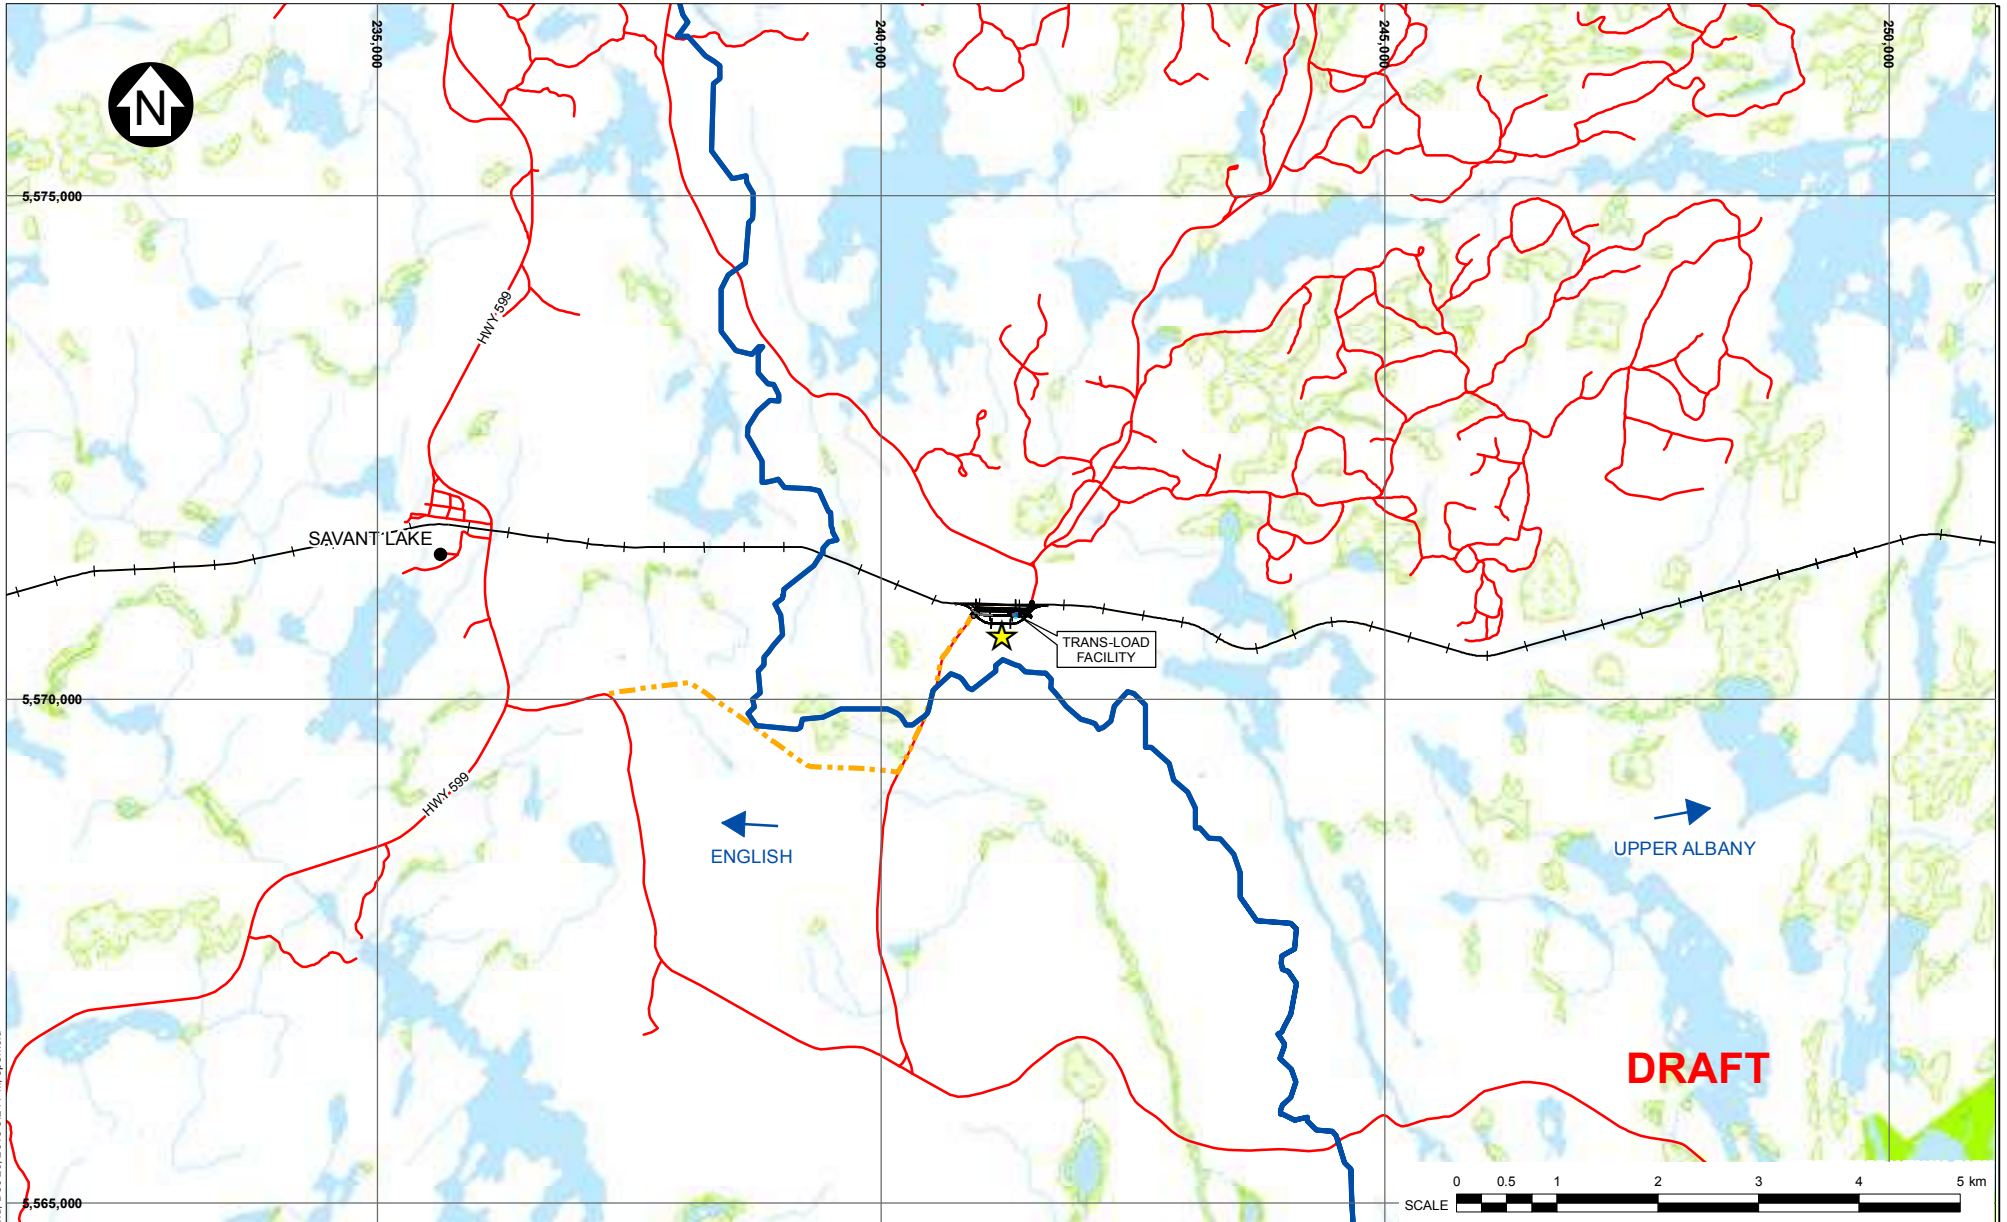 235,000
240,000
245,000
250,000
N
5,575,000
HWY 599
SAVANT LAKE
TRANS-LOAD
FACILITY
5,570,000
HWY 599
ENGLISH
UPPER ALBANY
DRAFT
5,565,000
SCALE
0 0.5 1 2 3 4 5 km